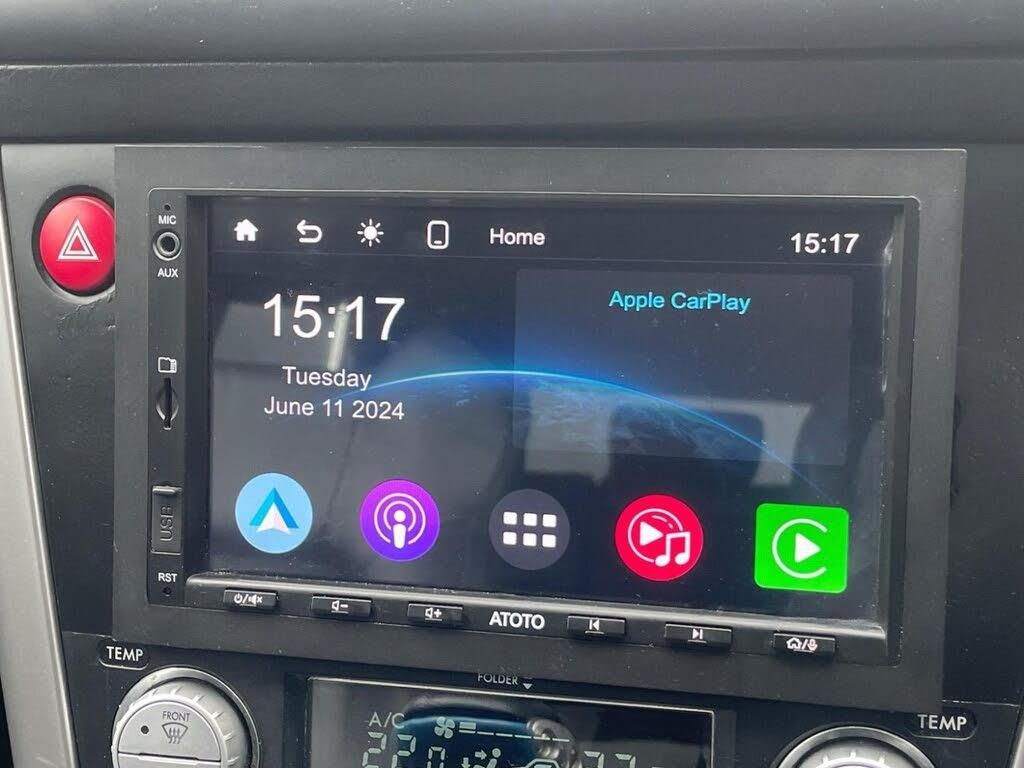 MIC
AUX
Home
15:17
15:17
Apple CarPlay
Tuesday
June 11 2024
USB
RST
ATOTO
TEMP
FOLDER
TEMP
FRONT
A/C